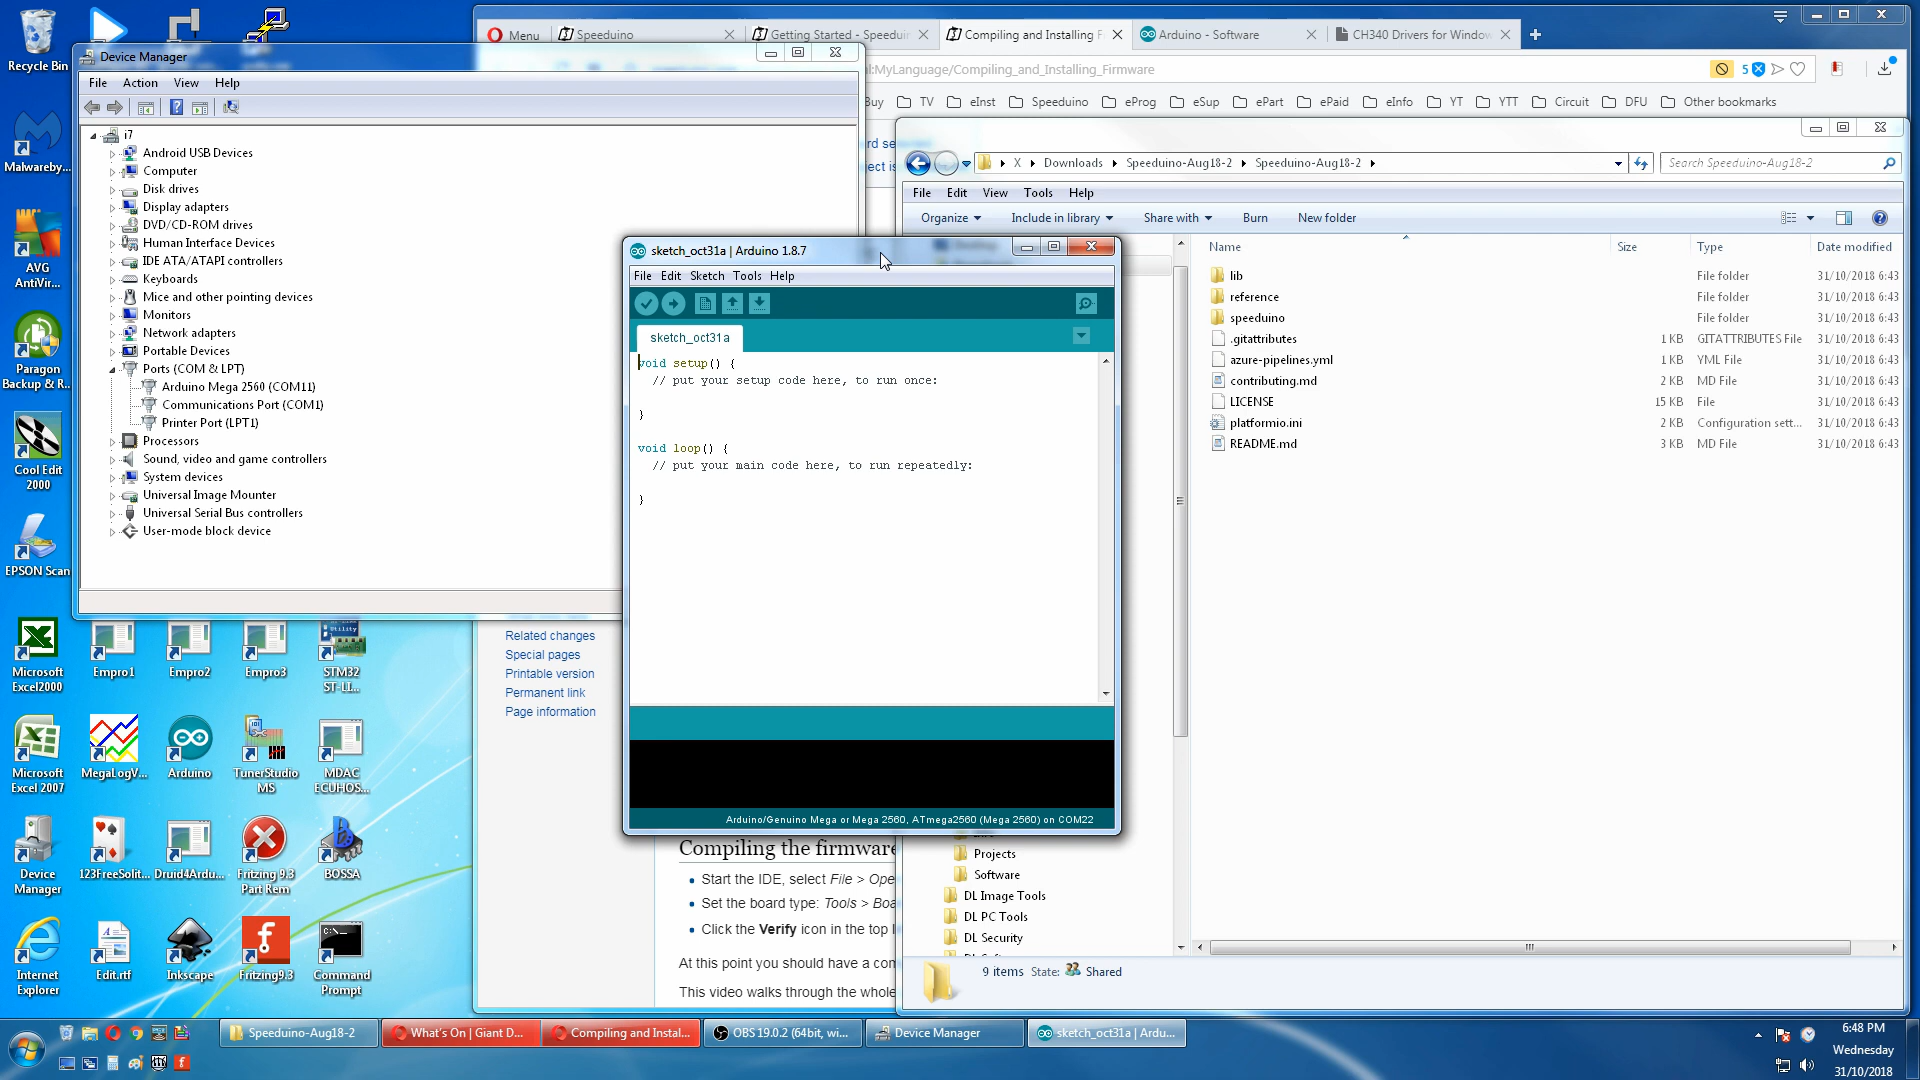 Recycle Bin
Malwareby...
AVG
AntiVir...
Paragon
Backup & R...
Cool Edit
2000
EPSON Scan
Microsoft
Excel2000
Empro1
Empro2
Empro3
STM32
ST-LI...
Microsoft
Excel 2007
MegaLogV...
Arduino
TunerStudio
MS
MDAC
ECUHOS...
Device
Manager
123FreeSolit...
Druid4Ardu...
Fritzing 9.3
Part Rem
BOSSA
Internet
Explorer
Edit.rtf
Inkscape
Fritzing9.3
Command
Prompt
Device Manager
File Action View Help
i7
Android USB Devices
Computer
Disk drives
Display adapters
DVD/CD-ROM drives
Human Interface Devices
IDE ATA/ATAPI controllers
Keyboards
Mice and other pointing devices
Monitors
Network adapters
Portable Devices
Ports (COM & LPT)
Arduino Mega 2560 (COM11)
Communications Port (COM1)
Printer Port (LPT1)
Processors
Sound, video and game controllers
System devices
Universal Image Mounter
Universal Serial Bus controllers
User-mode block device
Menu
Speeduino
Getting Started - Speeduin
Compiling and Installing F
Arduino - Software
CH340 Drivers for Window
al:MyLanguage/Compiling_and_Installing_Firmware
5
Buy TV eInst Speeduino eProg eSup ePart ePaid eInfo YT YTT Circuit DFU Other bookmarks
Related changes
Special pages
Printable version
Permanent link
Page information
Compiling the firmware
Start the IDE, select File > Ope
Set the board type: Tools > Boa
Click the Verify icon in the top l
At this point you should have a con
This video walks through the whole
sketch_oct31a | Arduino 1.8.7
File Edit Sketch Tools Help
sketch_oct31a
void setup() {
// put your setup code here, to run once:
}
void loop() {
// put your main code here, to run repeatedly:
}
Arduino/Genuino Mega or Mega 2560, ATmega2560 (Mega 2560) on COM22
X Downloads Speeduino-Aug18-2 Speeduino-Aug18-2
Search Speeduino-Aug18-2
File Edit View Tools Help
Organize Include in library Share with Burn New folder
Name Size Type Date modified
lib File folder 31/10/2018 6:43
reference File folder 31/10/2018 6:43
speeduino File folder 31/10/2018 6:43
.gitattributes 1 KB GITATTRIBUTES File 31/10/2018 6:43
azure-pipelines.yml 1 KB YML File 31/10/2018 6:43
contributing.md 2 KB MD File 31/10/2018 6:43
LICENSE 15 KB File 31/10/2018 6:43
platformio.ini 2 KB Configuration sett... 31/10/2018 6:43
README.md 3 KB MD File 31/10/2018 6:43
Projects
Software
DL Image Tools
DL PC Tools
DL Security
9 items State: Shared
Speeduino-Aug18-2
What's On | Giant D...
Compiling and Instal...
OBS 19.0.2 (64bit, wi...
Device Manager
sketch_oct31a | Ardu...
6:48 PM
Wednesday
31/10/2018